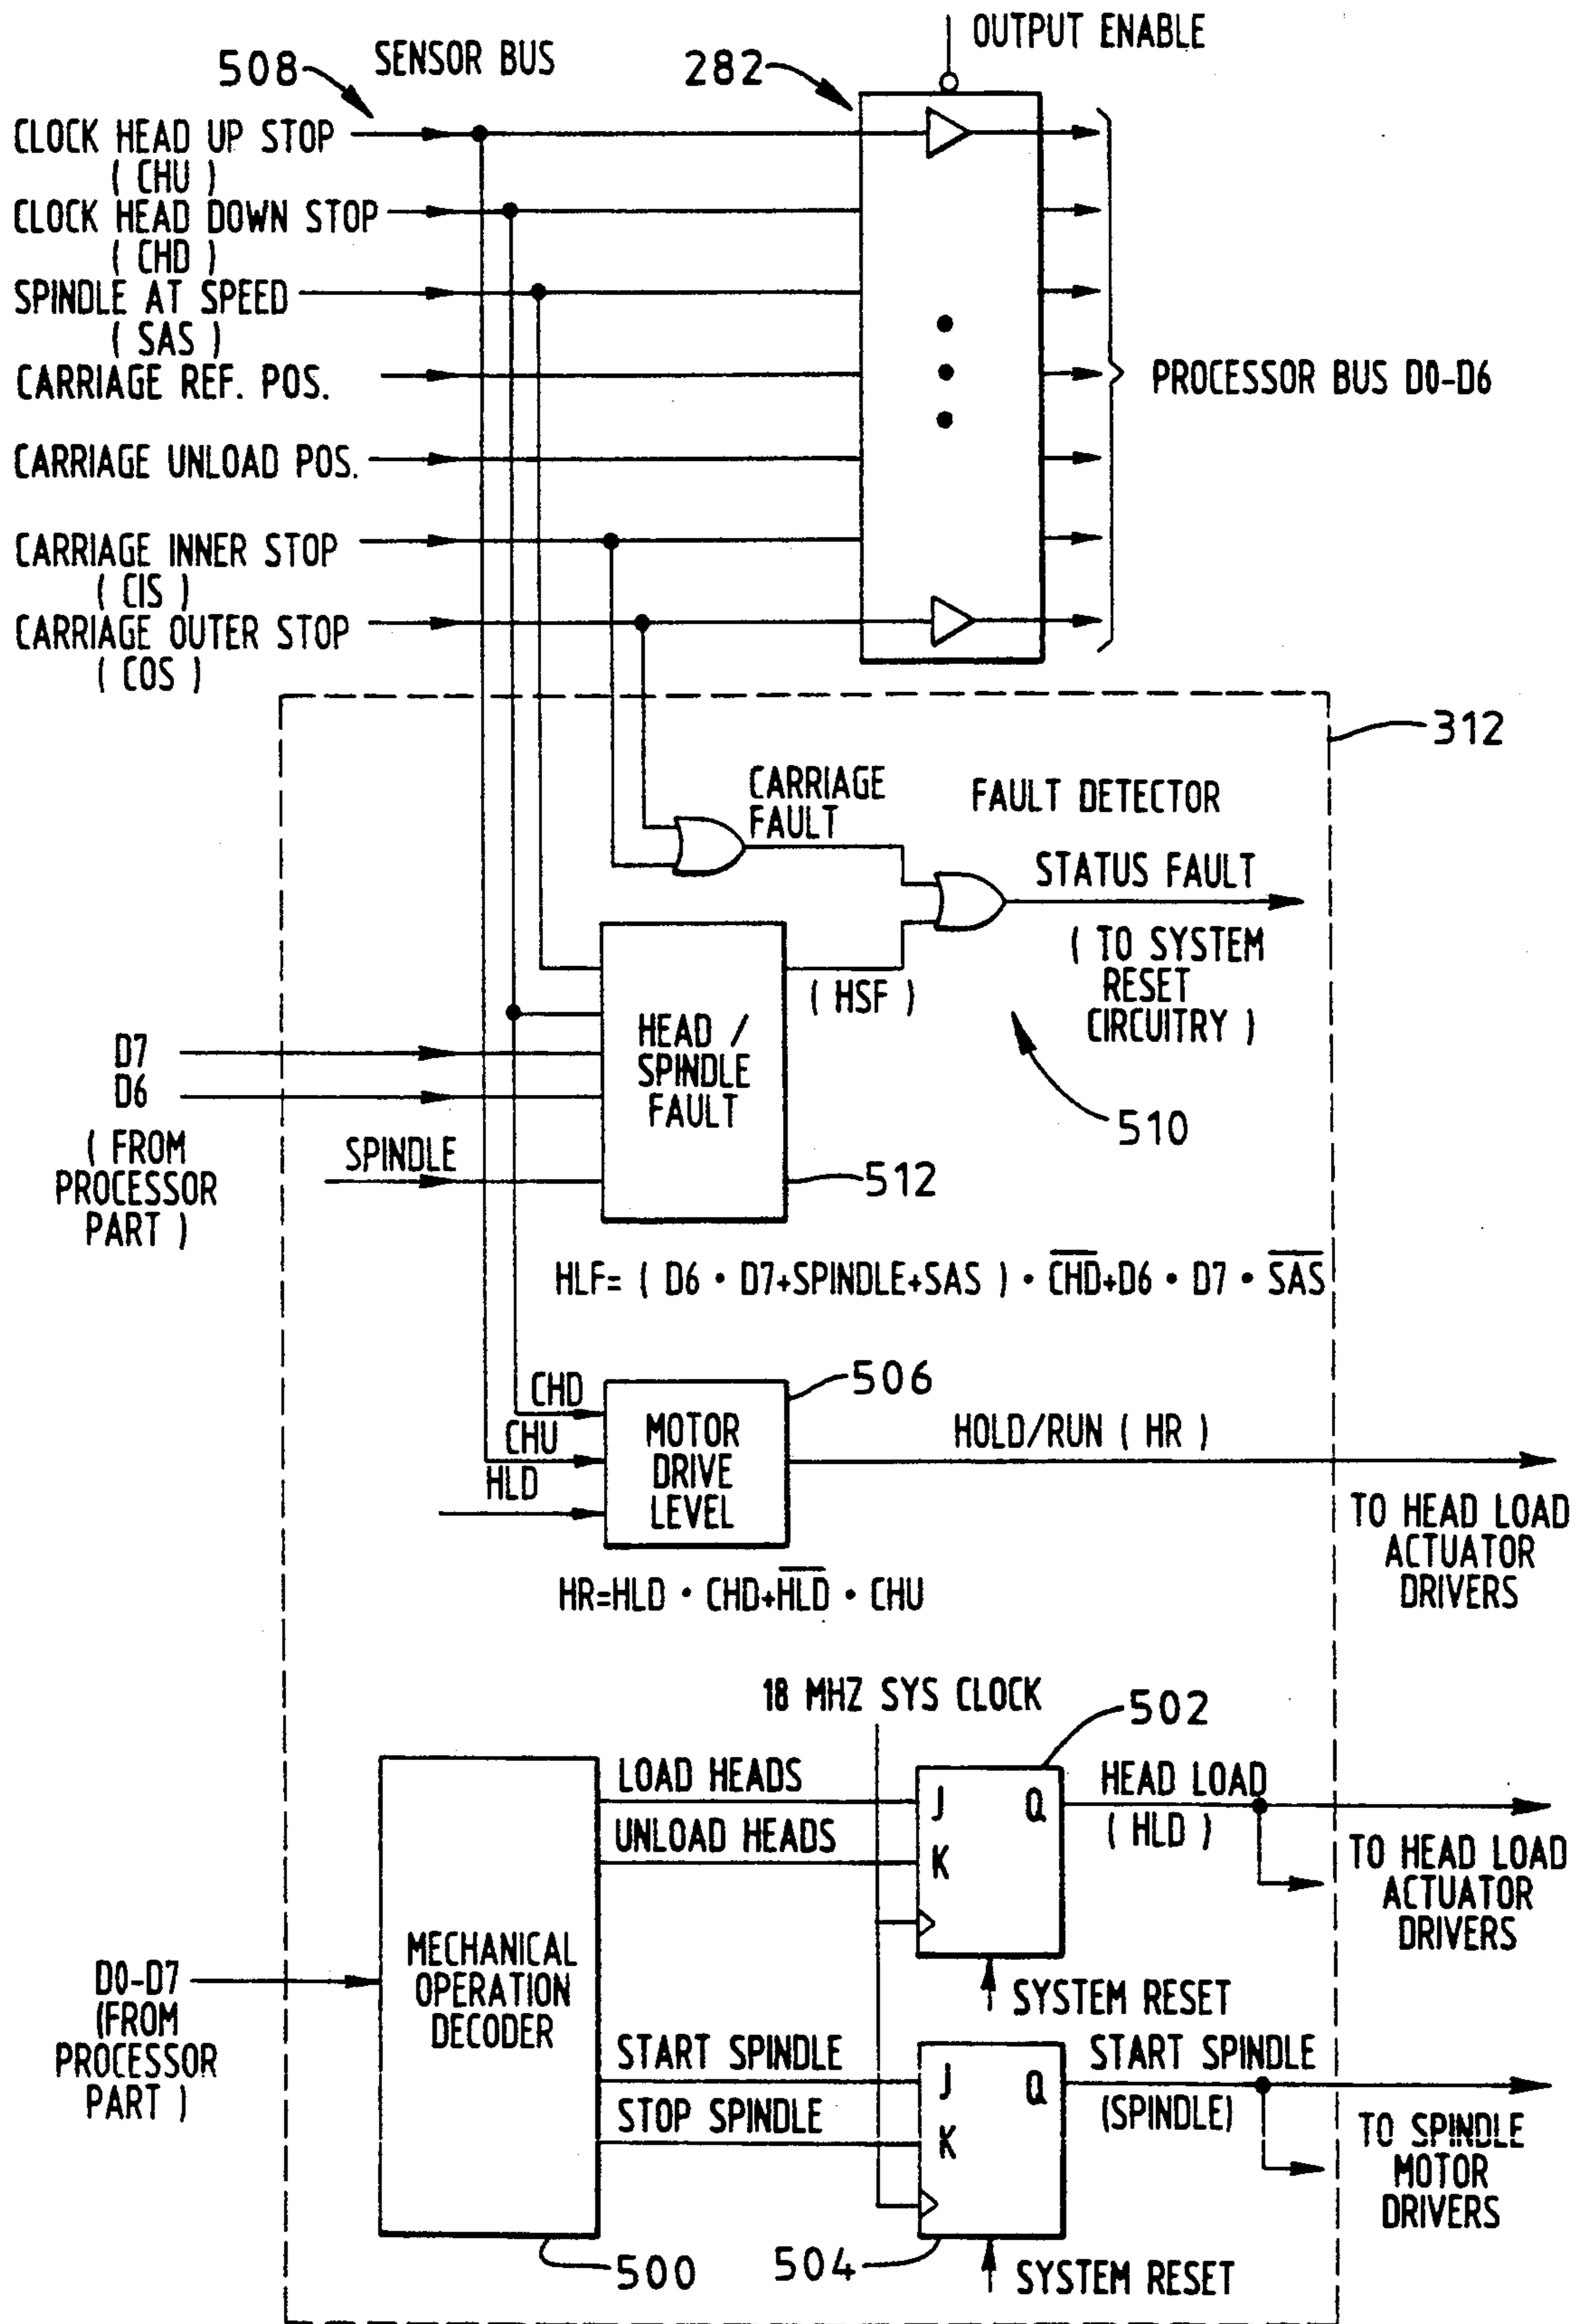 OUTPUT ENABLE
508
SENSOR BUS
282
CLOCK HEAD UP STOP
( CHU )
CLOCK HEAD DOWN STOP
( CHD )
SPINDLE AT SPEED
( SAS )
CARRIAGE REF. POS.
PROCESSOR BUS D0-D6
CARRIAGE UNLOAD POS.
CARRIAGE INNER STOP
( CIS )
CARRIAGE OUTER STOP
( COS )
312
CARRIAGE
FAULT
FAULT DETECTOR
STATUS FAULT
( TO SYSTEM
RESET
CIRCUITRY )
( HSF )
510
HEAD /
SPINDLE
FAULT
D7
D6
( FROM
PROCESSOR
PART )
SPINDLE
512
HLF= ( D6 • D7+SPINDLE+SAS ) • C̅H̅D̅+D6 • D7 • S̅A̅S̅
CHD
CHU
HLD
506
MOTOR
DRIVE
LEVEL
HOLD/RUN ( HR )
TO HEAD LOAD
ACTUATOR
DRIVERS
HR=HLD • CHD+H̅L̅D̅ • CHU
18 MHZ SYS CLOCK
502
LOAD HEADS
UNLOAD HEADS
J Q
K
HEAD LOAD
( HLD )
TO HEAD LOAD
ACTUATOR
DRIVERS
MECHANICAL
OPERATION
DECODER
D0-D7
(FROM
PROCESSOR
PART )
SYSTEM RESET
START SPINDLE
STOP SPINDLE
J Q
K
START SPINDLE
(SPINDLE)
TO SPINDLE
MOTOR
DRIVERS
500
504
SYSTEM RESET